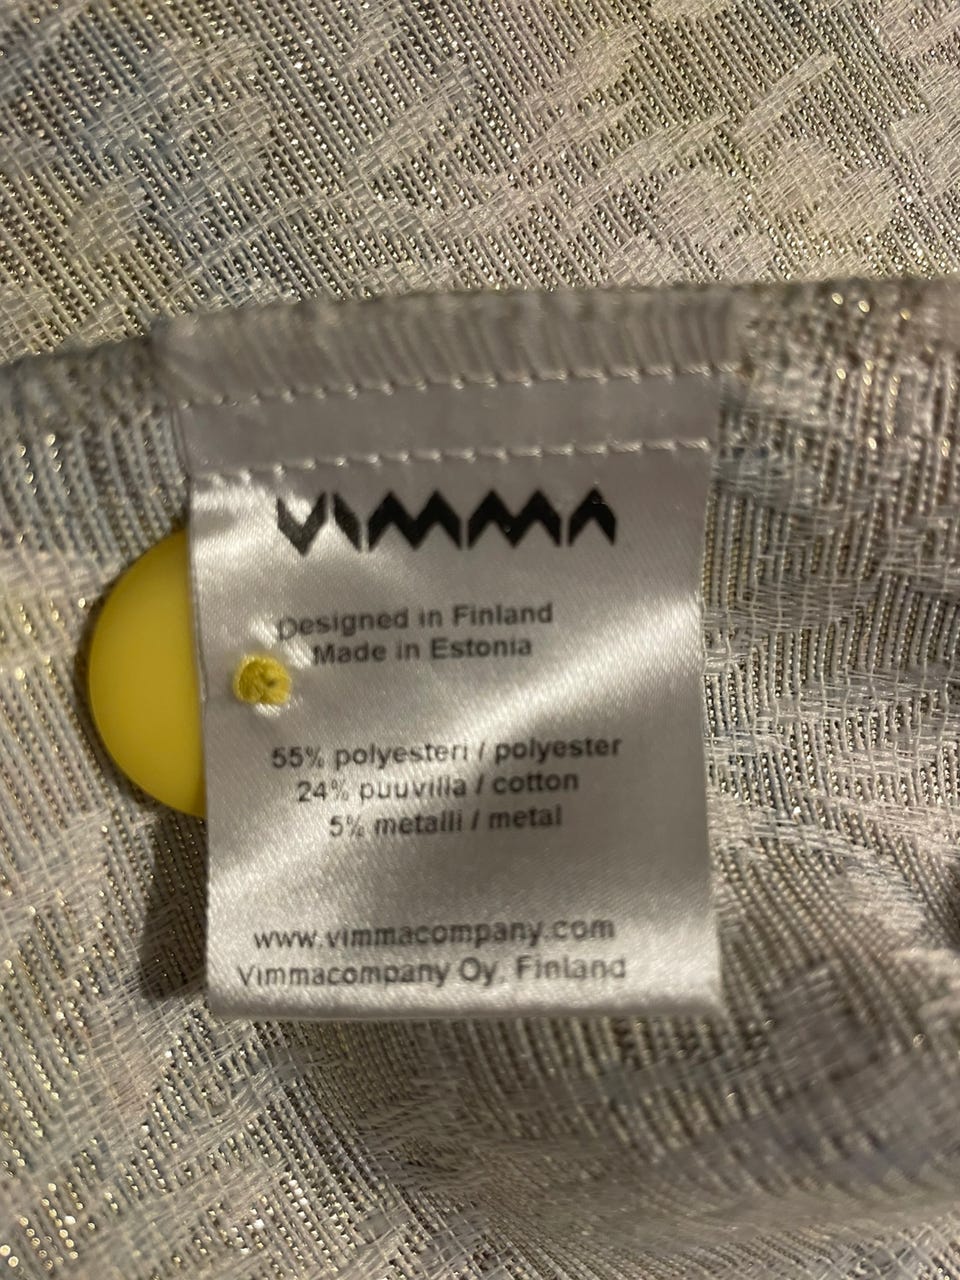 VIMMA
Designed in Finland
Made in Estonia
55% polyesteri / polyester
24% puuvilla / cotton
5% metalli / metal
www.vimmacompany.com
Vimmacompany Oy, Finland